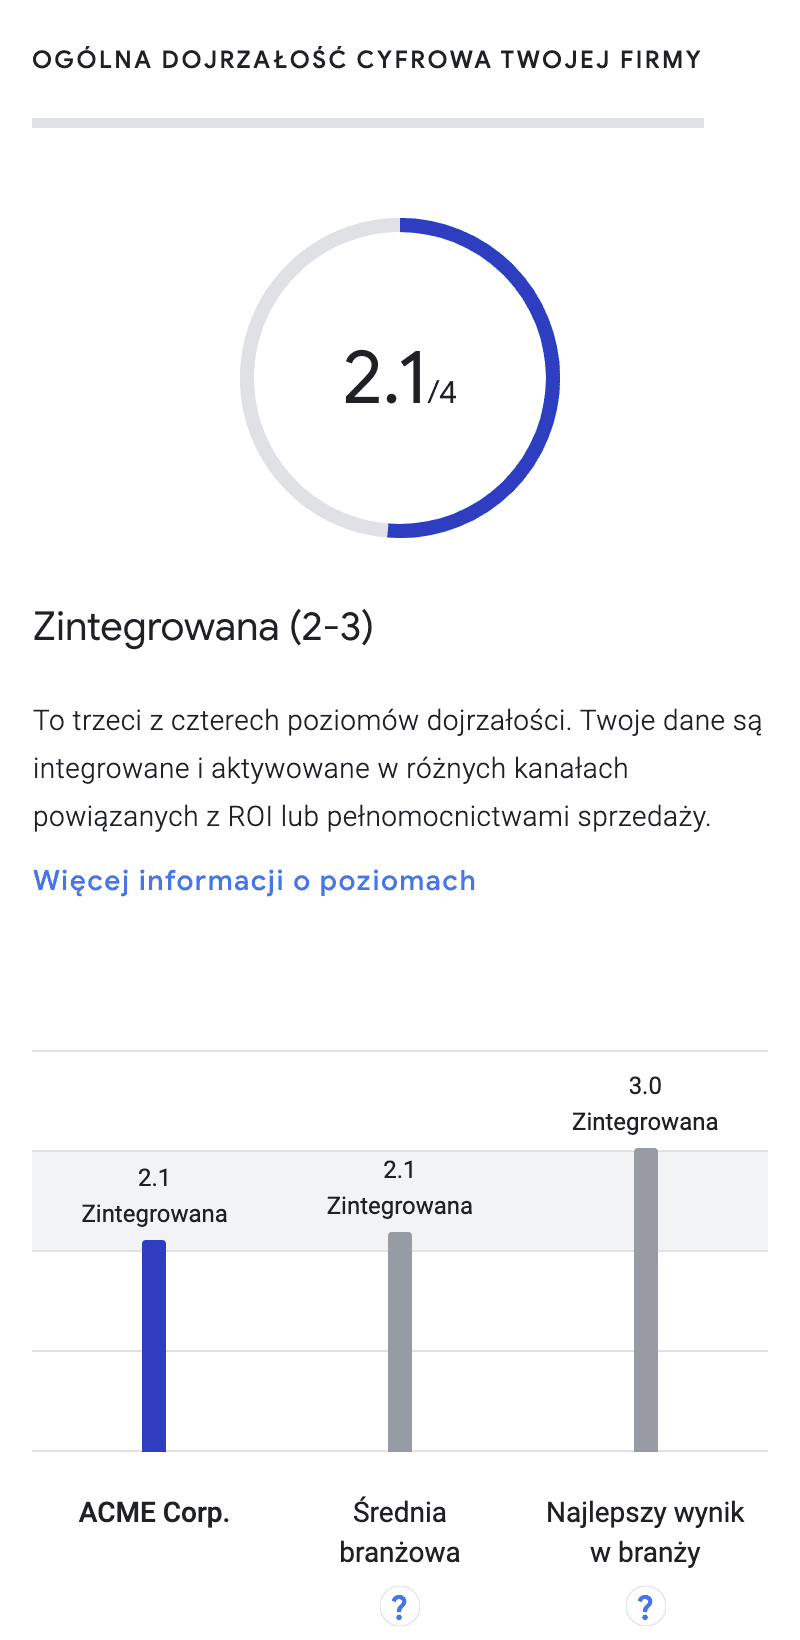 OGÓLNA DOJRZAŁOŚĆ CYFROWA TWOJEJ FIRMY
2.1/4
Zintegrowana (2-3)
To trzeci z czterech poziomów dojrzałości. Twoje dane są
integrowane i aktywowane w różnych kanałach
powiązanych z ROI lub pełnomocnictwami sprzedaży.
Więcej informacji o poziomach
2.1
Zintegrowana
2.1
Zintegrowana
3.0
Zintegrowana
ACME Corp.
Średnia
branżowa
?
Najlepszy wynik
w branży
?